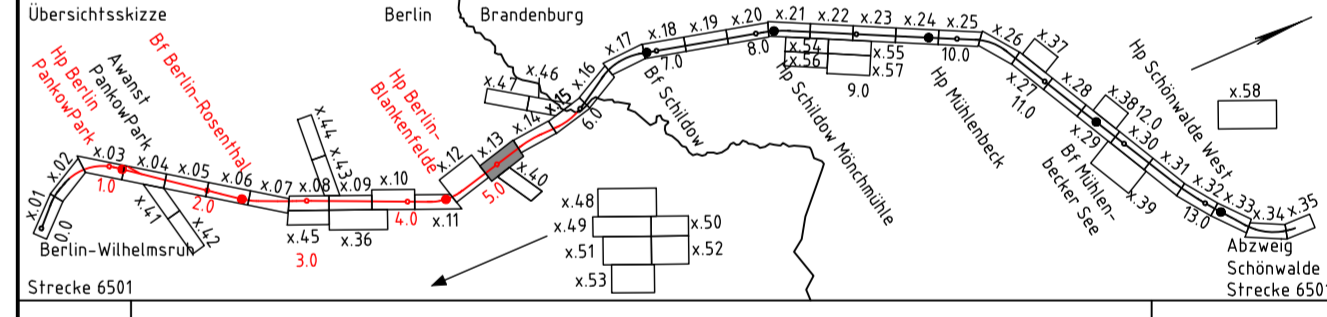 Übersichtsskizze
Berlin
Brandenburg
Hp Berlin
PankowPark
Awanst
PankowPark
Bf Berlin-Rosenthal
Hp Berlin-
Blankenfelde
Bf Schildow
Hp Schildow Mönchmühle
Hp Mühlenbeck
Bf Mühlen-
becker See
Hp Schönwalde West
x.01
x.02
x.03
x.04
x.05
x.06
x.07
x.08
x.09
x.10
x.11
x.12
x.13
x.14
x.15
x.16
x.17
x.18
x.19
x.20
x.21
x.22
x.23
x.24
x.25
x.26
x.27
x.28
x.29
x.30
x.31
x.32
x.33
x.34
x.35
x.36
x.37
x.38
x.39
x.40
x.41
x.42
x.43
x.44
x.45
x.46
x.47
x.48
x.49
x.50
x.51
x.52
x.53
x.54
x.55
x.56
x.57
x.58
0.0
1.0
2.0
3.0
4.0
5.0
6.0
7.0
8.0
9.0
10.0
11.0
12.0
13.0
Berlin-Wilhelmsruh
Strecke 6501
Abzweig
Schönwalde
Strecke 6501